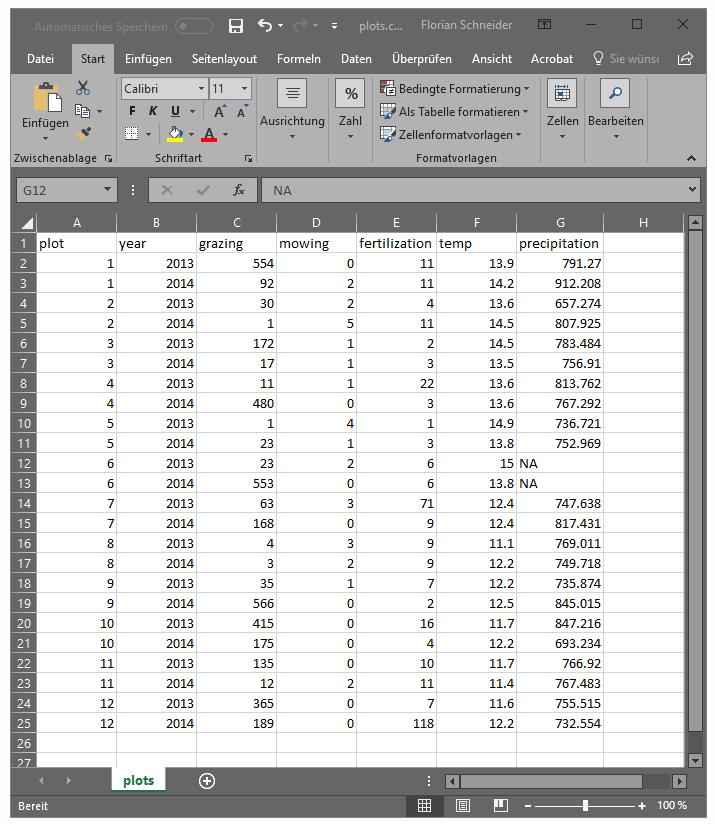 Automatisches Speichern plots.c... Florian Schneider
Datei Start Einfügen Seitenlayout Formeln Daten Überprüfen Ansicht Acrobat Sie wüns
Einfügen
Calibri 11
F K U A A
A
Ausrichtung
%
Zahl
Bedingte Formatierung
Als Tabelle formatieren
Zellenformatvorlagen
Zellen
Bearbeiten
Zwischenablage Schriftart Formatvorlagen
G12 fx NA
A B C D E F G H
1 plot year grazing mowing fertilization temp precipitation
2 1 2013 554 0 11 13.9 791.27
3 1 2014 92 2 11 14.2 912.208
4 2 2013 30 2 4 13.6 657.274
5 2 2014 1 5 11 14.5 807.925
6 3 2013 172 1 2 14.5 783.484
7 3 2014 17 1 3 13.5 756.91
8 4 2013 11 1 22 13.6 813.762
9 4 2014 480 0 3 13.6 767.292
10 5 2013 1 4 1 14.9 736.721
11 5 2014 23 1 3 13.8 752.969
12 6 2013 23 2 6 15 NA
13 6 2014 553 0 6 13.8 NA
14 7 2013 63 3 71 12.4 747.638
15 7 2014 168 0 9 12.4 817.431
16 8 2013 4 3 9 11.1 769.011
17 8 2014 3 2 9 12.2 749.718
18 9 2013 35 1 7 12.2 735.874
19 9 2014 566 0 2 12.5 845.015
20 10 2013 415 0 16 11.7 847.216
21 10 2014 175 0 4 12.2 693.234
22 11 2013 135 0 10 11.7 766.92
23 11 2014 12 2 11 11.4 767.483
24 12 2013 365 0 7 11.6 755.515
25 12 2014 189 0 118 12.2 732.554
26
27
plots
Bereit 100 %